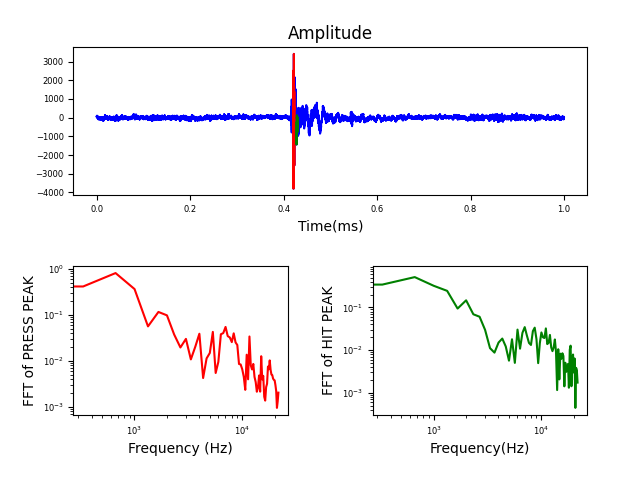 Amplitude
3000
2000
1000
0
−1000
−2000
−3000
−4000
0.0 0.2 0.4 0.6 0.8 1.0
Time(ms)
FFT of PRESS PEAK
10⁰
10⁻¹
10⁻²
10⁻³
10³ 10⁴
Frequency (Hz)
FFT of HIT PEAK
10⁻¹
10⁻²
10⁻³
10³ 10⁴
Frequency(Hz)